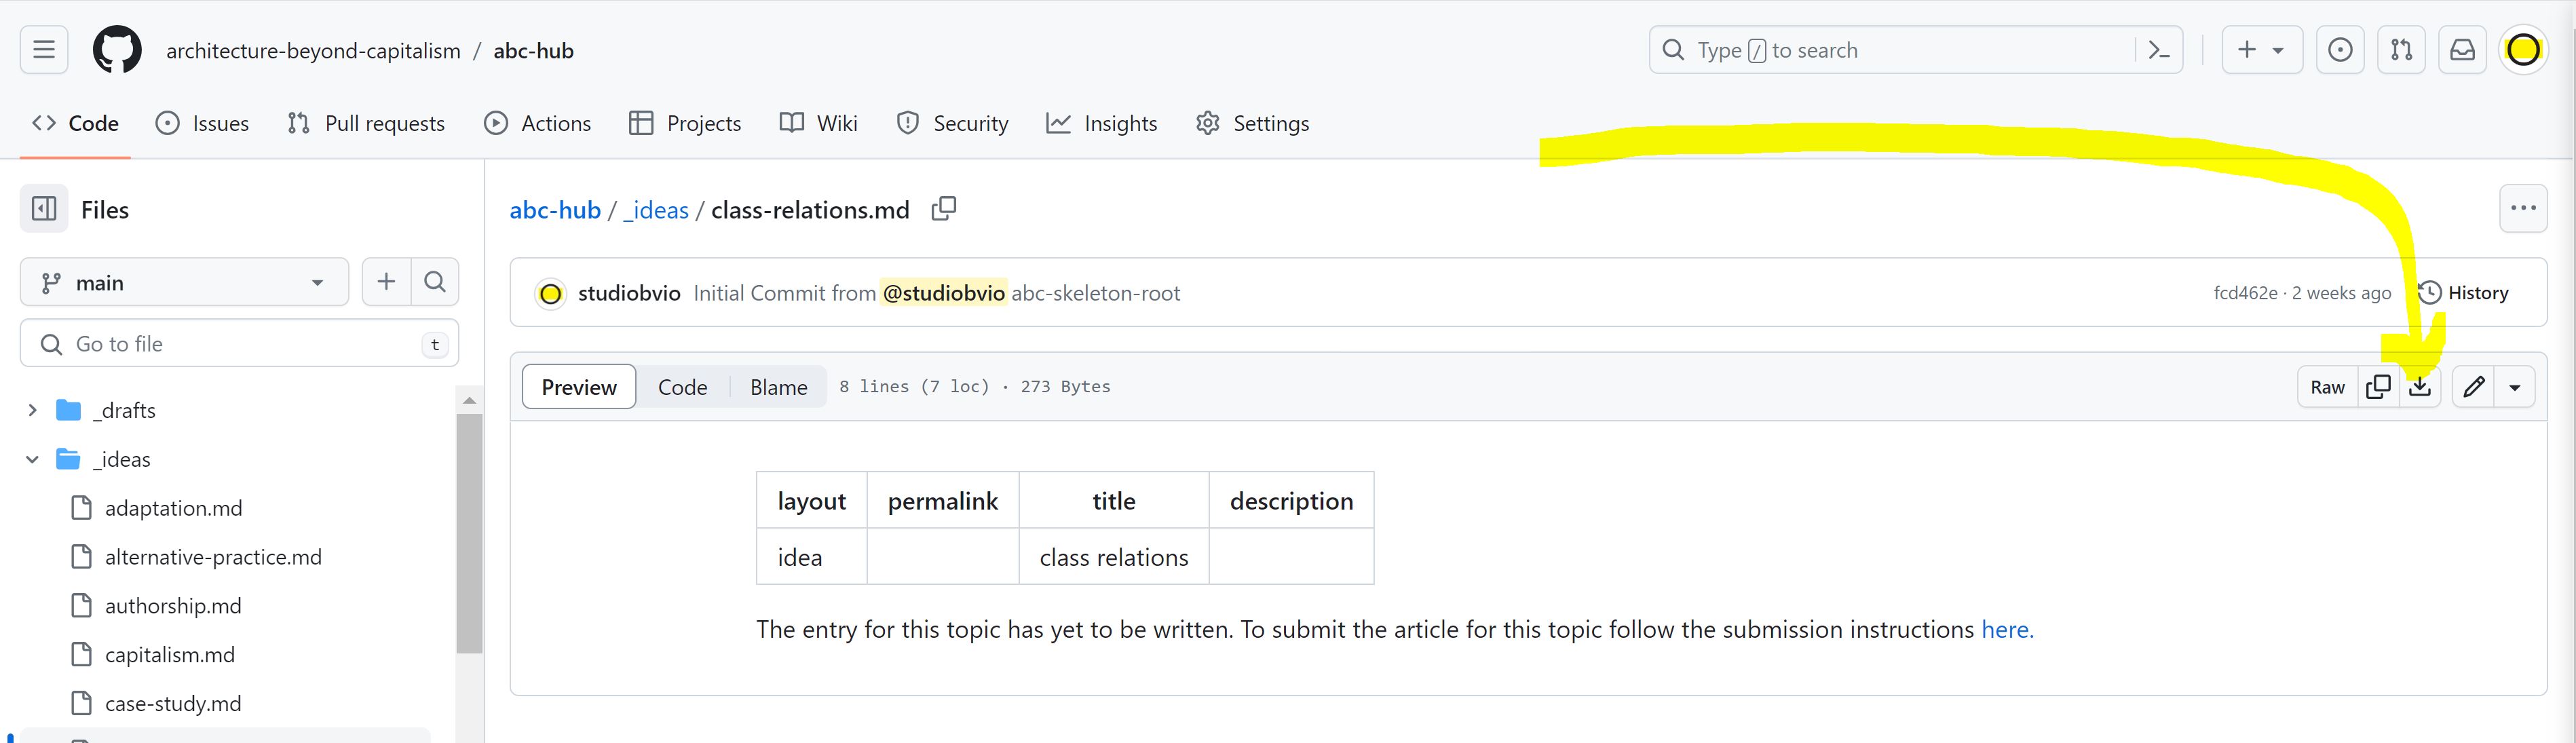 architecture-beyond-capitalism / abc-hub
Type / to search
Code Issues Pull requests Actions Projects Wiki Security Insights Settings
Files
abc-hub / _ideas / class-relations.md
main
studiobvio Initial Commit from @studiobvio abc-skeleton-root
fcd462e · 2 weeks ago History
Go to file t
Preview Code Blame 8 lines (7 loc) · 273 Bytes
Raw
_drafts
_ideas
adaptation.md
alternative-practice.md
authorship.md
capitalism.md
case-study.md
layout permalink title description
idea class relations
The entry for this topic has yet to be written. To submit the article for this topic follow the submission instructions here.